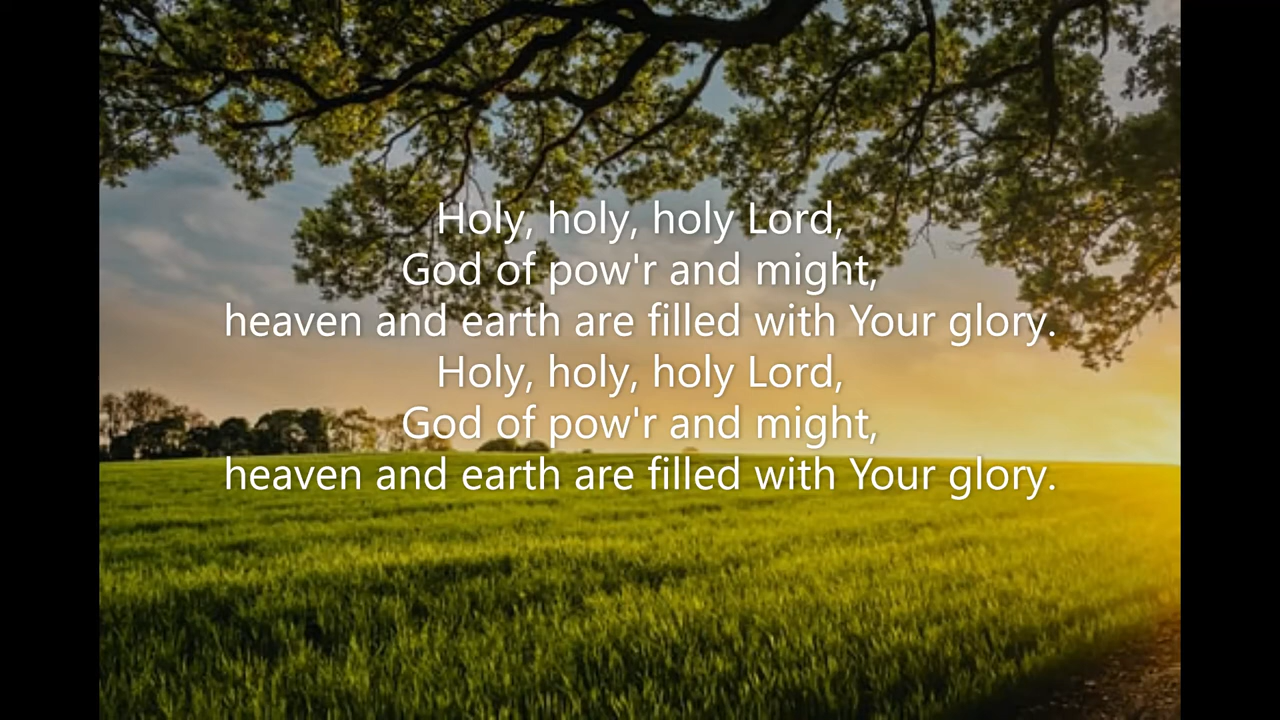 Holy, holy, holy Lord,
God of pow'r and might,
heaven and earth are filled with Your glory.
Holy, holy, holy Lord,
God of pow'r and might,
heaven and earth are filled with Your glory.